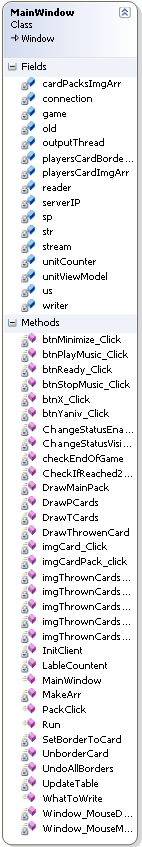 MainWindow
Class
Window
Fields
cardPacksImgArr
connection
game
old
outputThread
playersCardBorde...
playersCardImgArr
reader
serverIP
sp
str
stream
unitCounter
unitViewModel
us
writer
Methods
btnMinimize_Click
btnPlayMusic_Click
btnReady_Click
btnStopMusic_Click
btnX_Click
btnYaniv_Click
ChangeStatusEna...
ChangeStatusVisi...
checkEndOfGame
CheckIfReached2...
DrawMainPack
DrawPCards
DrawTCards
DrawThrowenCard
imgCard_Click
imgCardPack_click
imgThrownCards...
imgThrownCards...
imgThrownCards...
imgThrownCards...
imgThrownCards...
InitClient
LableCountent
MainWindow
MakeArr
PackClick
Run
SetBorderToCard
UnborderCard
UndoAllBorders
UpdateTable
WhatToWrite
Window_MouseD...
Window_MouseM...